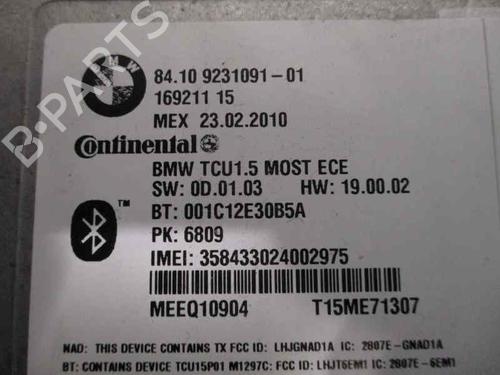 BMW
84.10 9231091-01
169211 15
MEX 23.02.2010
Continental
BMW TCU1.5 MOST ECE
SW: 0D.01.03 HW: 19.00.02
TM
BT: 001C12E30B5A
PK: 6809
IMEI: 358433024002975
MEEQ10904 T15ME71307
NAD: THIS DEVICE CONTAINS TX FCC ID: LHJGNAD1A IC: 2807E-GNAD1A
BT: CONTAINS DEVICE TCU15P01 M1297C: FCC ID: LHJT6EM1 IC: 2807E-6EM1
B-PARTS